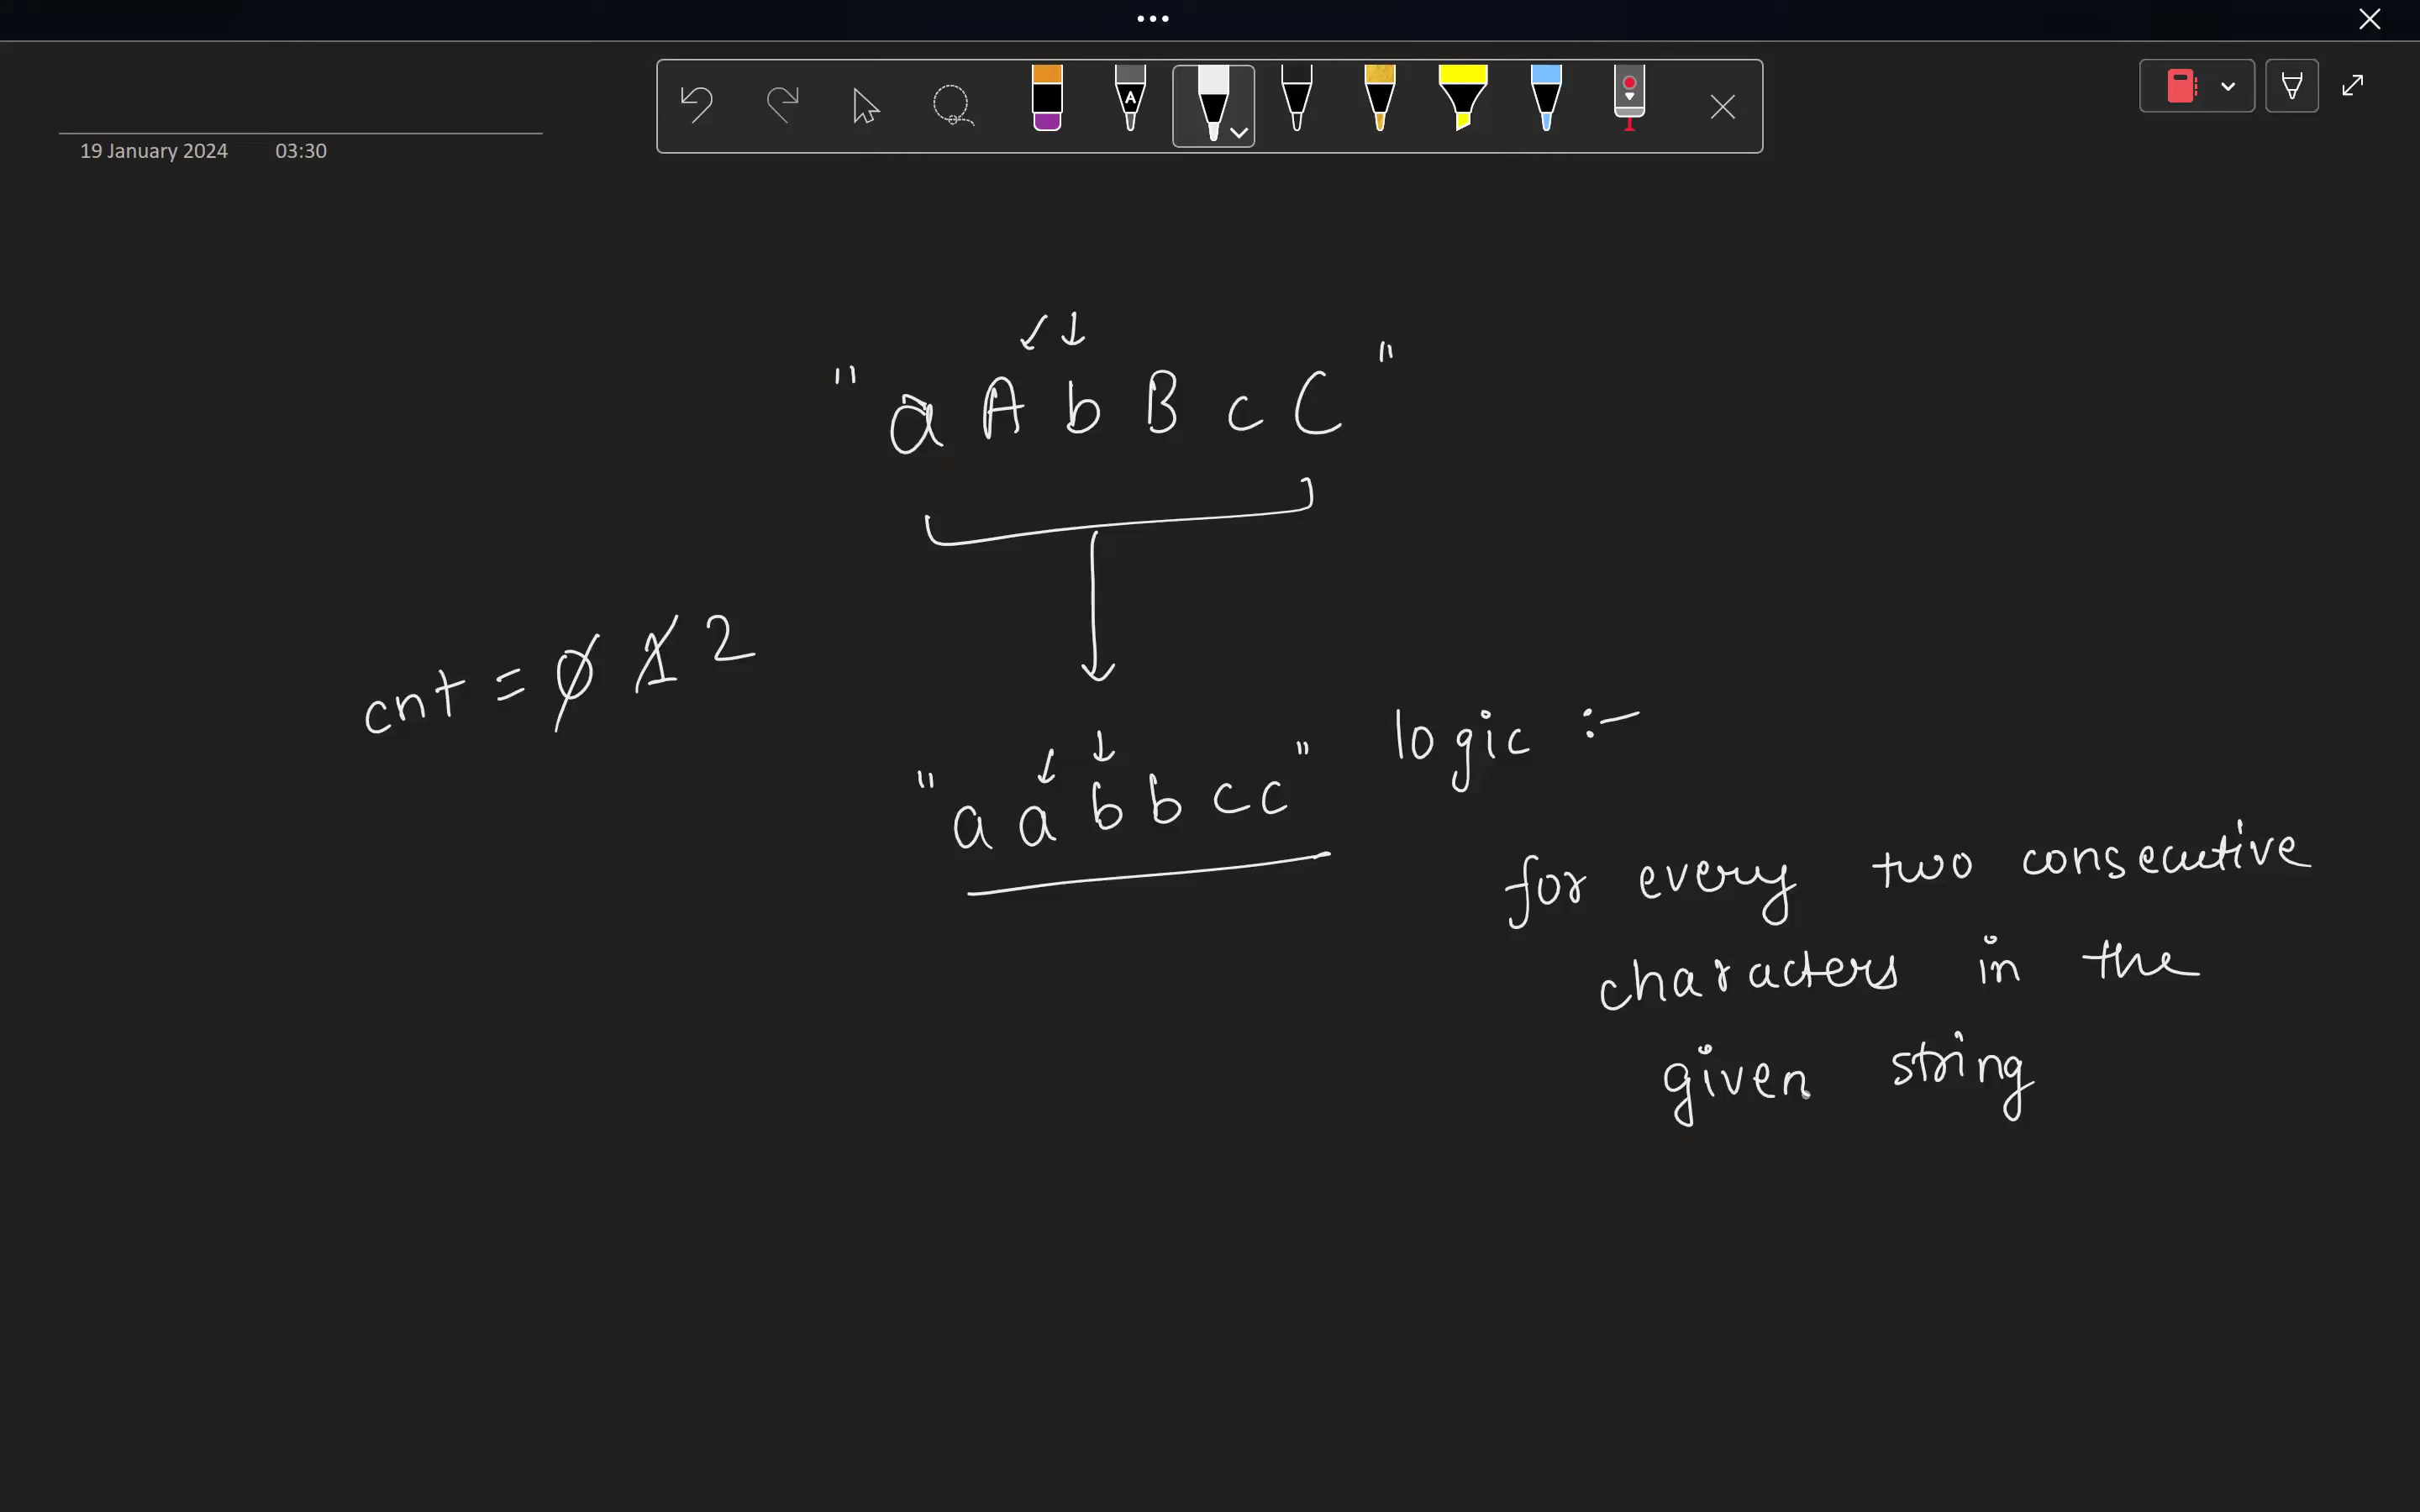 19 January 2024 03:30
"aAbBcC"
cnt = 0 1 2
"aabbcc"
logic :-
for every two consecutive
characters in the
given string